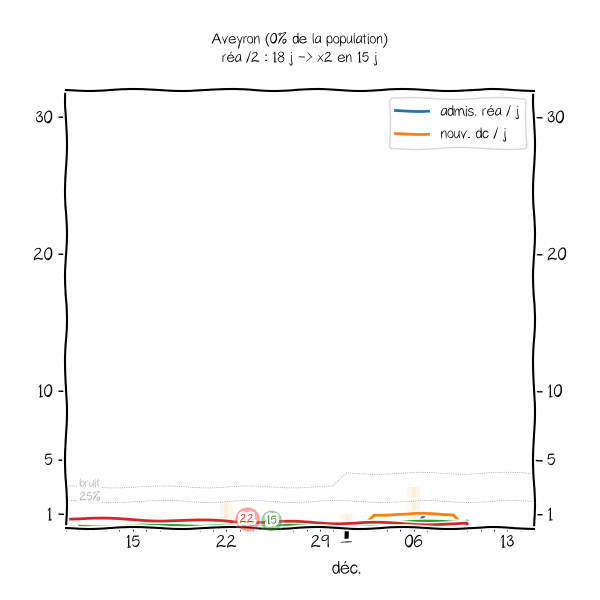 Aveyron (0% de la population)
réa /2 : 18 j -> x2 en 15 j
admis. réa / j
nouv. dc / j
30 30
20 20
10 10
5 5
bruit
25%
1 22 15 1
15 22 29 1 06 13
déc.